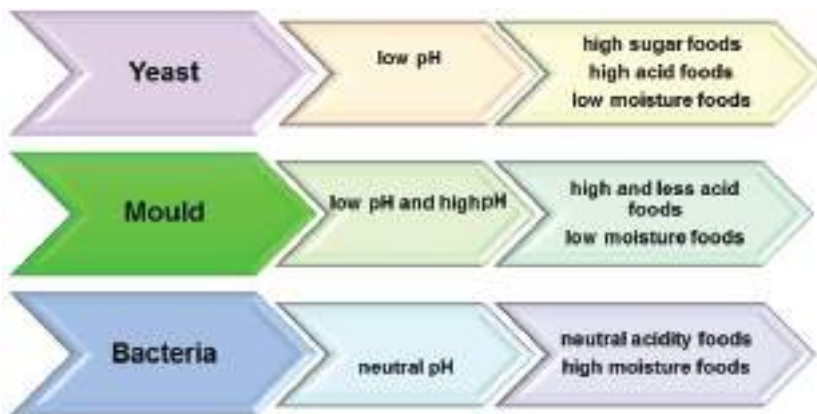 Yeast
low pH
high sugar foods
high acid foods
low moisture foods
Mould
low pH and highpH
high and less acid
foods
low moisture foods
Bacteria
neutral pH
neutral acidity foods
high moisture foods